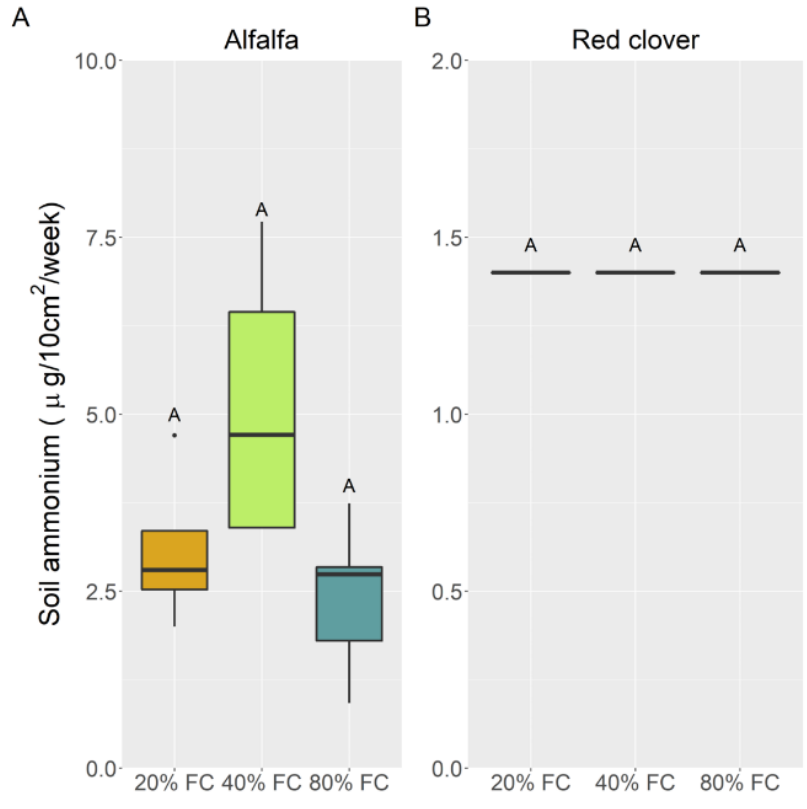 A
B
Alfalfa
Red clover
Soil ammonium ( μ g/10cm²/week)
10.0
7.5
5.0
2.5
0.0
A
A
A
20% FC 40% FC 80% FC
2.0
1.5
1.0
0.5
0.0
A A A
20% FC 40% FC 80% FC